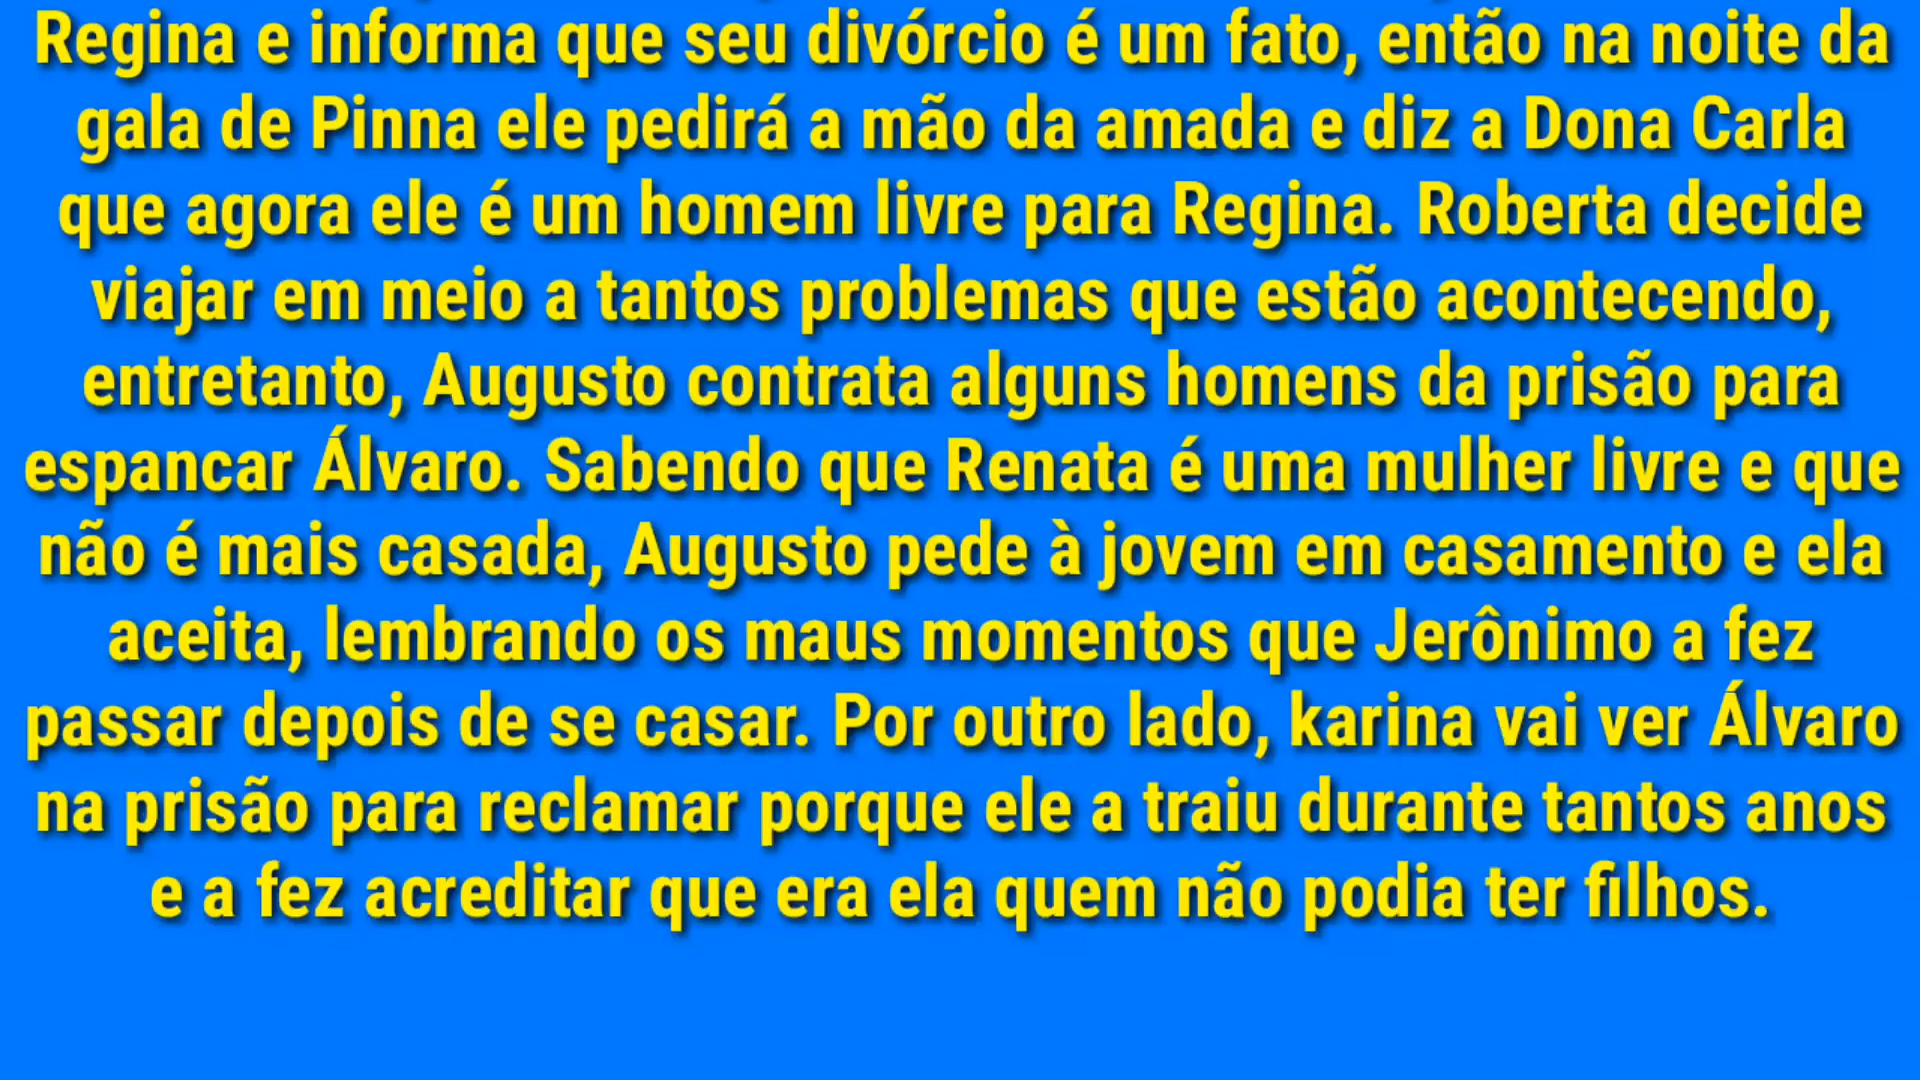 Regina e informa que seu divórcio é um fato, então na noite da
gala de Pinna ele pedirá a mão da amada e diz a Dona Carla
que agora ele é um homem livre para Regina. Roberta decide
viajar em meio a tantos problemas que estão acontecendo,
entretanto, Augusto contrata alguns homens da prisão para
espancar Álvaro. Sabendo que Renata é uma mulher livre e que
não é mais casada, Augusto pede à jovem em casamento e ela
aceita, lembrando os maus momentos que Jerônimo a fez
passar depois de se casar. Por outro lado, karina vai ver Álvaro
na prisão para reclamar porque ele a traiu durante tantos anos
e a fez acreditar que era ela quem não podia ter filhos.